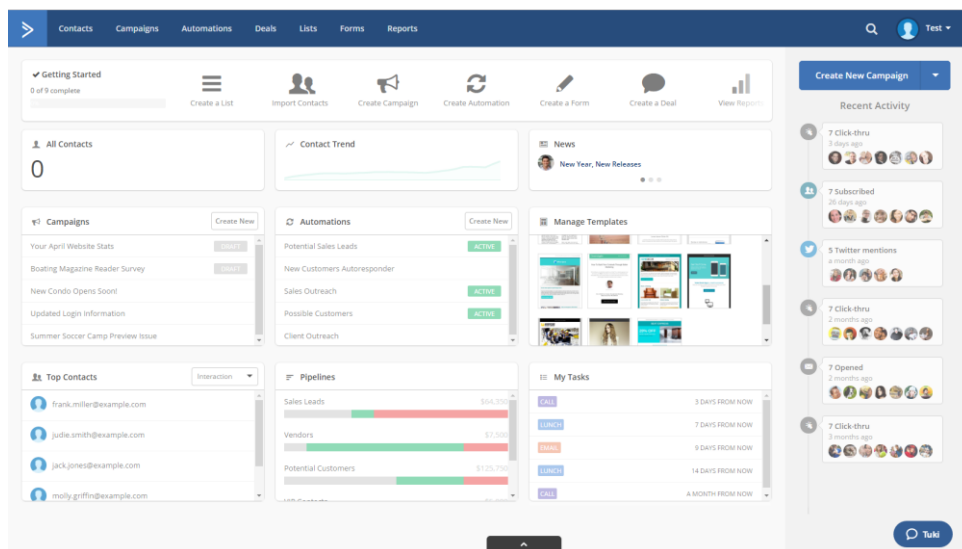 Contacts Campaigns Automations Deals Lists Forms Reports Test
Getting Started
0 of 9 complete
Create a List
Import Contacts
Create Campaign
Create Automation
Create a Form
Create a Deal
View Reports
Create New Campaign
All Contacts
0
Contact Trend
News
New Year, New Releases
Campaigns
Create New
Your April Website Stats DRAFT
Boating Magazine Reader Survey DRAFT
New Condo Opens Soon!
Updated Login Information
Summer Soccer Camp Preview Issue
Automations
Create New
Potential Sales Leads ACTIVE
New Customers Autoresponder
Sales Outreach ACTIVE
Possible Customers ACTIVE
Client Outreach
Manage Templates
Top Contacts
Interaction
frank.miller@example.com
judie.smith@example.com
jack.jones@example.com
molly.griffin@example.com
Pipelines
Sales Leads $64,350
Vendors $7,500
Potential Customers $125,750
My Tasks
CALL 3 DAYS FROM NOW
LUNCH 7 DAYS FROM NOW
EMAIL 9 DAYS FROM NOW
LUNCH 14 DAYS FROM NOW
CALL A MONTH FROM NOW
Recent Activity
7 Click-thru
3 days ago
7 Subscribed
26 days ago
5 Twitter mentions
a month ago
7 Click-thru
2 months ago
7 Opened
2 months ago
7 Click-thru
3 months ago
Tuki